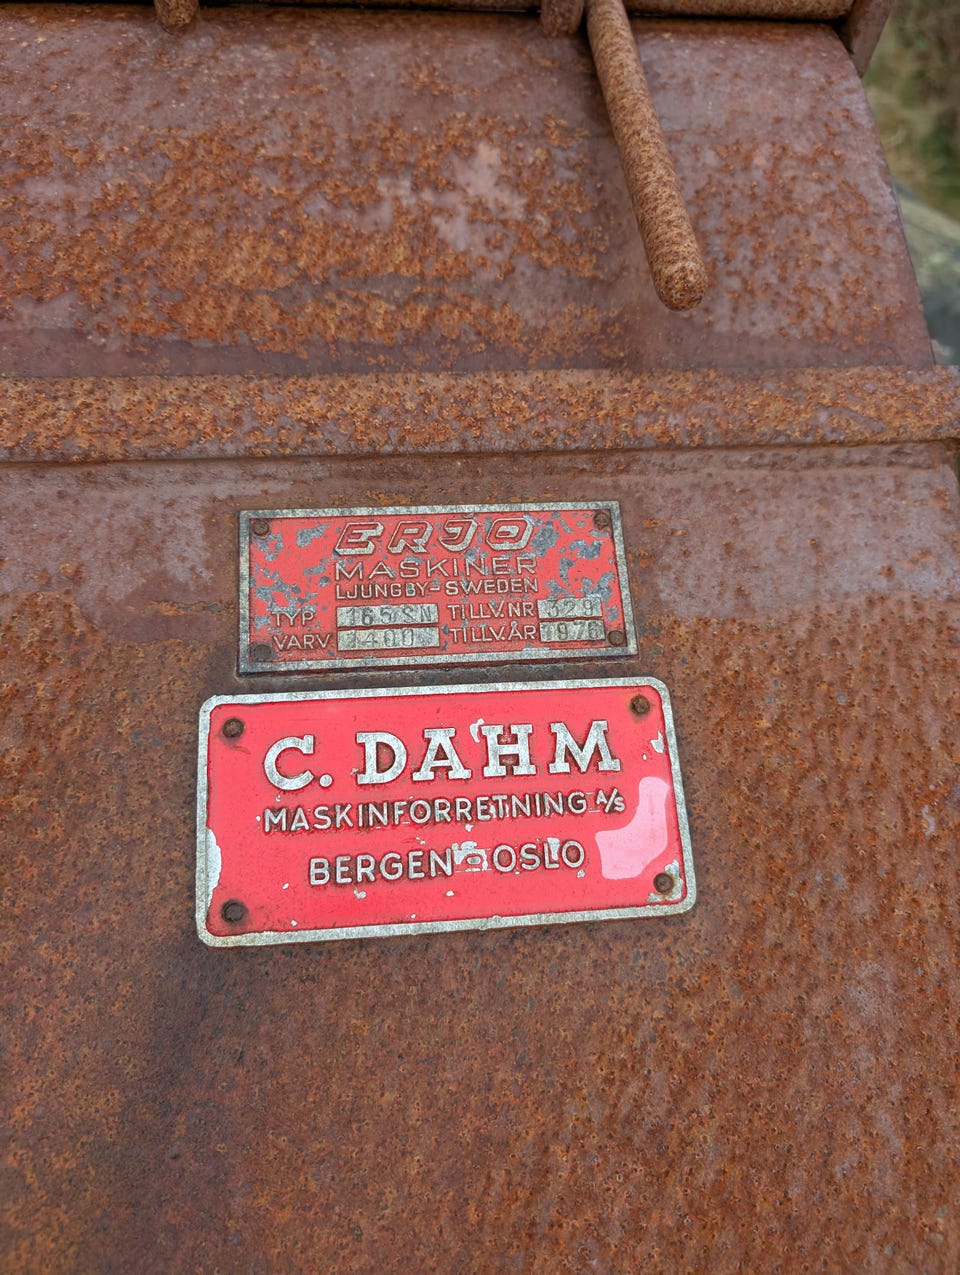 ERJO
MASKINER
LJUNGBY-SWEDEN
TYP 165SN TILLV.NR 329
VARV 1400 TILLV.ÅR 1976
C. DAHM
MASKINFORRETNING A/S
BERGEN - OSLO